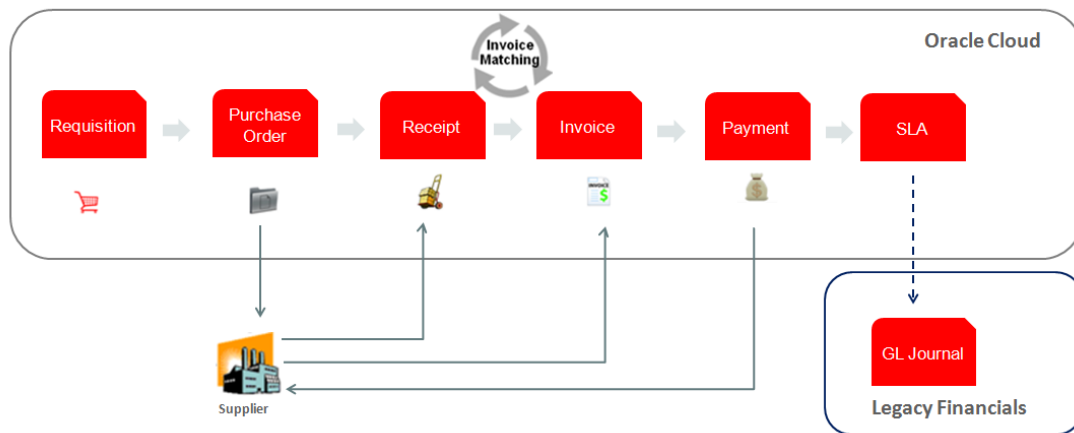 Oracle Cloud
Invoice
Matching
Requisition
Purchase
Order
Receipt
Invoice
Payment
SLA
INVOICE
$
$
Supplier
GL Journal
Legacy Financials